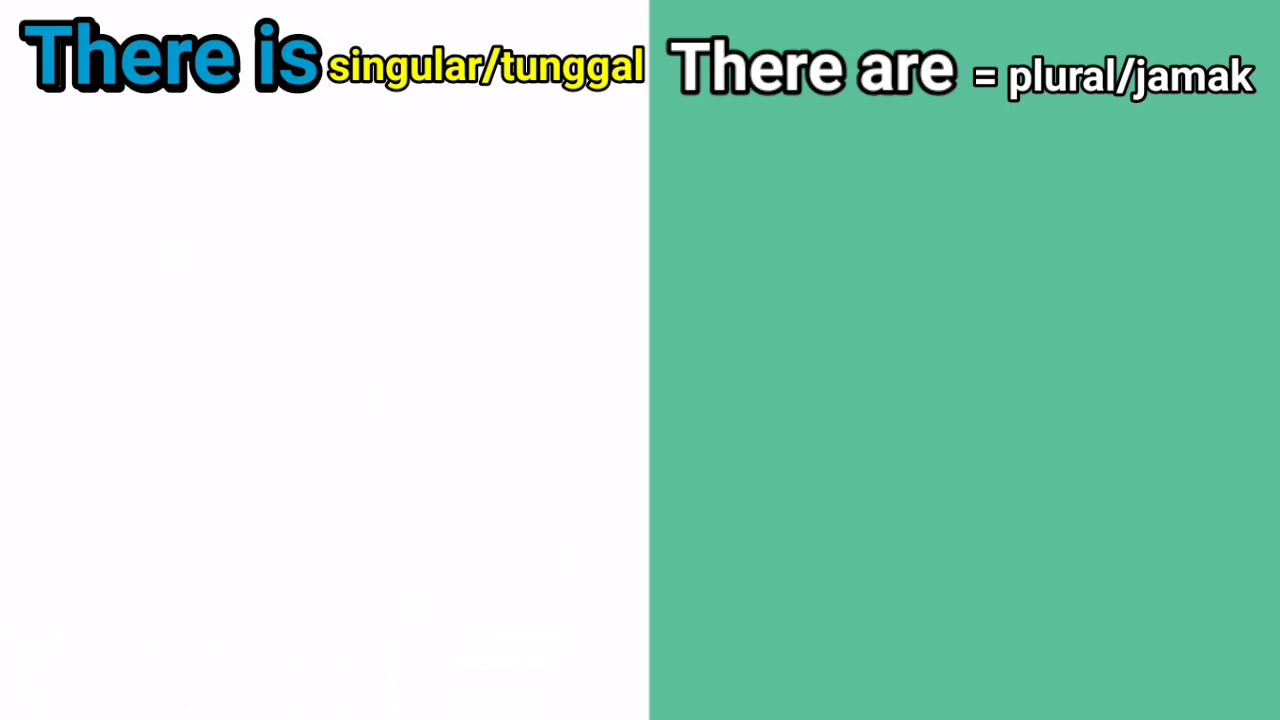 There is singular/tunggal
There are = plural/jamak